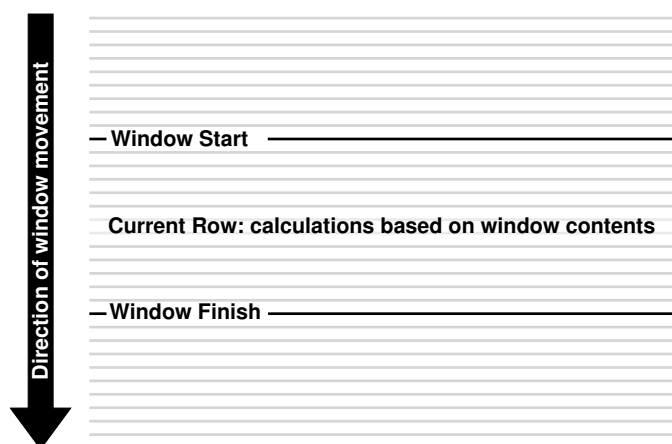 Direction of window movement
Window Start
Current Row: calculations based on window contents
Window Finish